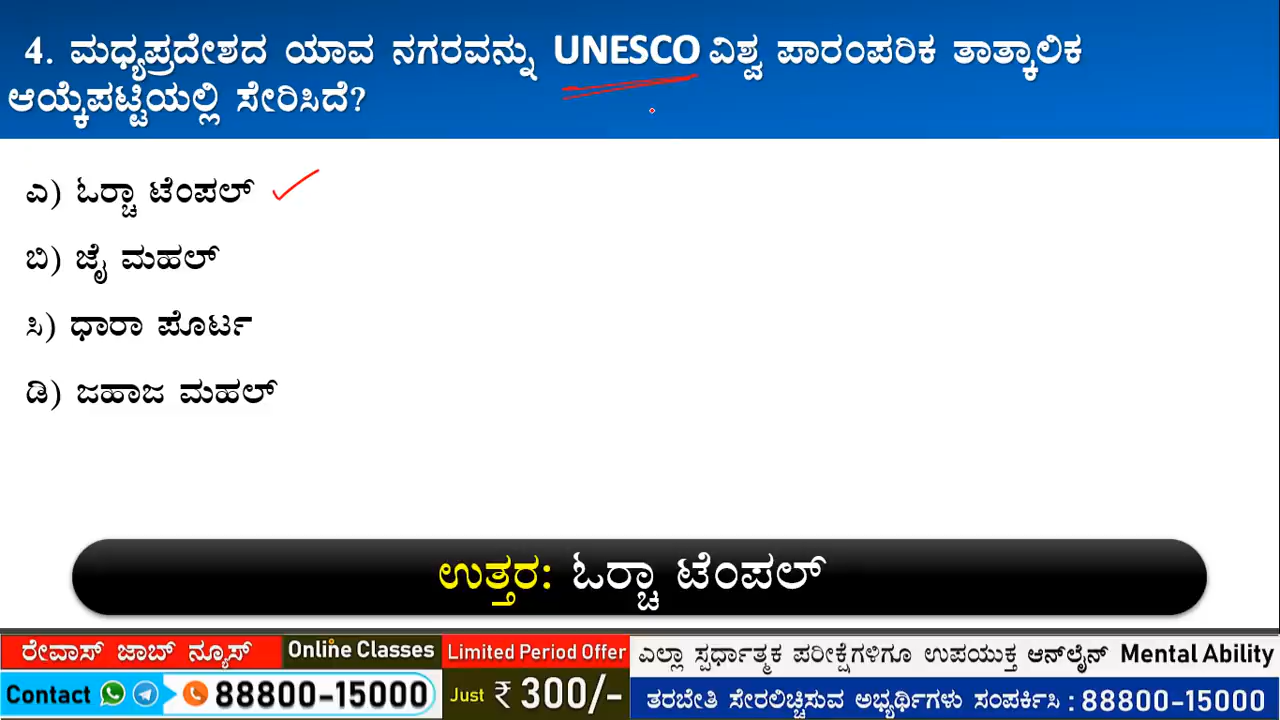 4. ಮಧ್ಯಪ್ರದೇಶದ ಯಾವ ನಗರವನ್ನು UNESCO ವಿಶ್ವ ಪಾರಂಪರಿಕ ತಾತ್ಕಾಲಿಕ
ಆಯ್ಕೆಪಟ್ಟಿಯಲ್ಲಿ ಸೇರಿಸಿದೆ?
ಎ) ಓರ್‍ಚಾ ಟೆಂಪಲ್
ಬಿ) ಜೈ ಮಹಲ್
ಸಿ) ಧಾರಾ ಪೊರ್ಟ
ಡಿ) ಜಹಾಜ ಮಹಲ್
ಉತ್ತರ: ಓರ್‍ಚಾ ಟೆಂಪಲ್
ರೇವಾಸ್ ಜಾಬ್ ನ್ಯೂಸ್ Online Classes Limited Period Offer ಎಲ್ಲಾ ಸ್ಪರ್ಧಾತ್ಮಕ ಪರೀಕ್ಷೆಗಳಿಗೂ ಉಪಯುಕ್ತ ಆನ್‌ಲೈನ್ Mental Ability
Contact 88800-15000 Just ₹ 300/- ತರಬೇತಿ ಸೇರಲಿಚ್ಚಿಸುವ ಅಭ್ಯರ್ಥಿಗಳು ಸಂಪರ್ಕಿಸಿ : 88800-15000